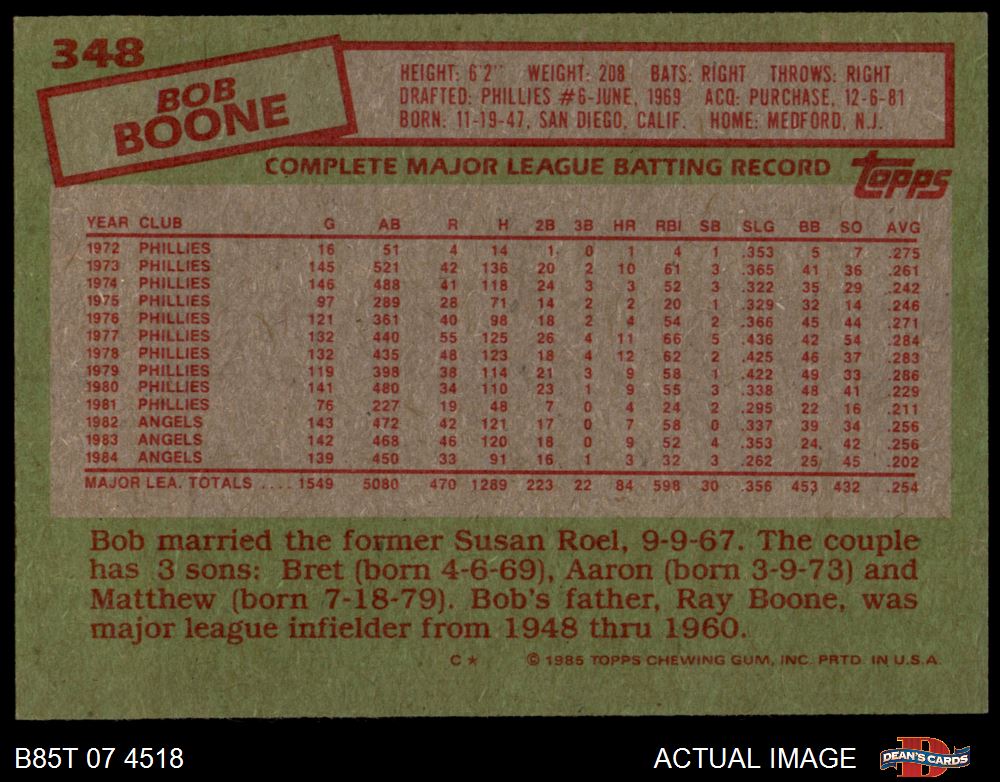 348
BOB
BOONE
HEIGHT: 6'2" WEIGHT: 208 BATS: RIGHT THROWS: RIGHT
DRAFTED: PHILLIES #6-JUNE, 1969 ACQ: PURCHASE, 12-6-81
BORN: 11-19-47, SAN DIEGO, CALIF. HOME: MEDFORD, N.J.
COMPLETE MAJOR LEAGUE BATTING RECORD
Topps
YEAR CLUB G AB R H 2B 3B HR RBI SB SLG BB SO AVG
1972 PHILLIES 16 51 4 14 1 0 1 4 1 .353 5 7 .275
1973 PHILLIES 145 521 42 136 20 2 10 61 3 .365 41 36 .261
1974 PHILLIES 146 488 41 118 24 3 3 52 3 .322 35 29 .242
1975 PHILLIES 97 289 28 71 14 2 2 20 1 .329 32 14 .246
1976 PHILLIES 121 361 40 98 18 2 4 54 2 .366 45 44 .271
1977 PHILLIES 132 440 55 125 26 4 11 66 5 .436 42 54 .284
1978 PHILLIES 132 435 48 123 18 4 12 62 2 .425 46 37 .283
1979 PHILLIES 119 398 38 114 21 3 9 58 1 .422 49 33 .286
1980 PHILLIES 141 480 34 110 23 1 9 55 3 .338 48 41 .229
1981 PHILLIES 76 227 19 48 7 0 4 24 2 .295 22 16 .211
1982 ANGELS 143 472 42 121 17 0 7 58 0 .337 39 34 .256
1983 ANGELS 142 468 46 120 18 0 9 52 4 .353 24 42 .256
1984 ANGELS 139 450 33 91 16 1 3 32 3 .262 25 45 .202
MAJOR LEA. TOTALS .... 1549 5080 470 1289 223 22 84 598 30 .356 453 432 .254
Bob married the former Susan Roel, 9-9-67. The couple
has 3 sons: Bret (born 4-6-69), Aaron (born 3-9-73) and
Matthew (born 7-18-79). Bob's father, Ray Boone, was
major league infielder from 1948 thru 1960.
C* © 1985 TOPPS CHEWING GUM, INC. PRTD. IN U.S.A.
B85T 07 4518
ACTUAL IMAGE
DEAN'S CARDS